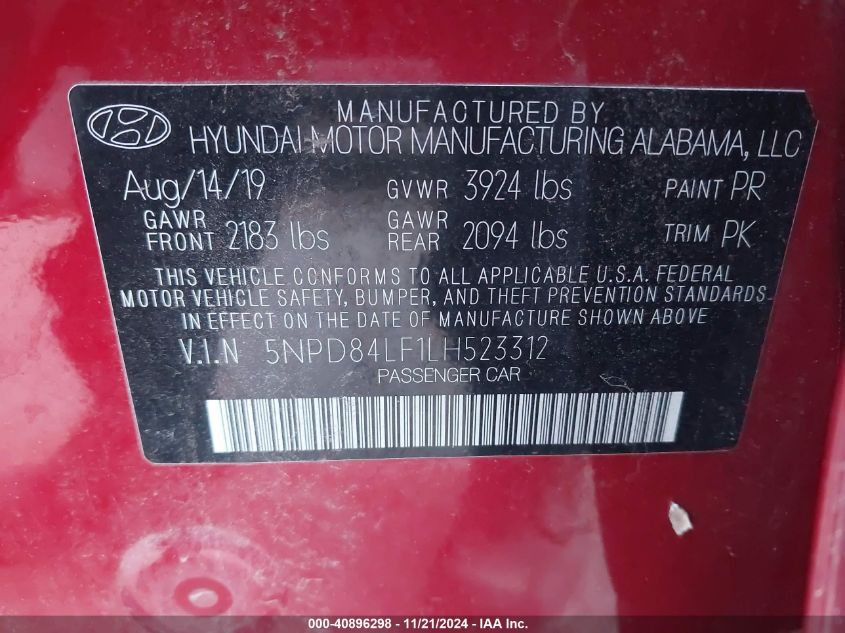 MANUFACTURED BY
HYUNDAI MOTOR MANUFACTURING ALABAMA, LLC
Aug/14/19 GVWR 3924 lbs PAINT PR
GAWR FRONT 2183 lbs GAWR REAR 2094 lbs TRIM PK
THIS VEHICLE CONFORMS TO ALL APPLICABLE U.S.A. FEDERAL
MOTOR VEHICLE SAFETY, BUMPER, AND THEFT PREVENTION STANDARDS
IN EFFECT ON THE DATE OF MANUFACTURE SHOWN ABOVE
V.I.N 5NPD84LF1LH523312
PASSENGER CAR
000-40896298 - 11/21/2024 - IAA Inc.